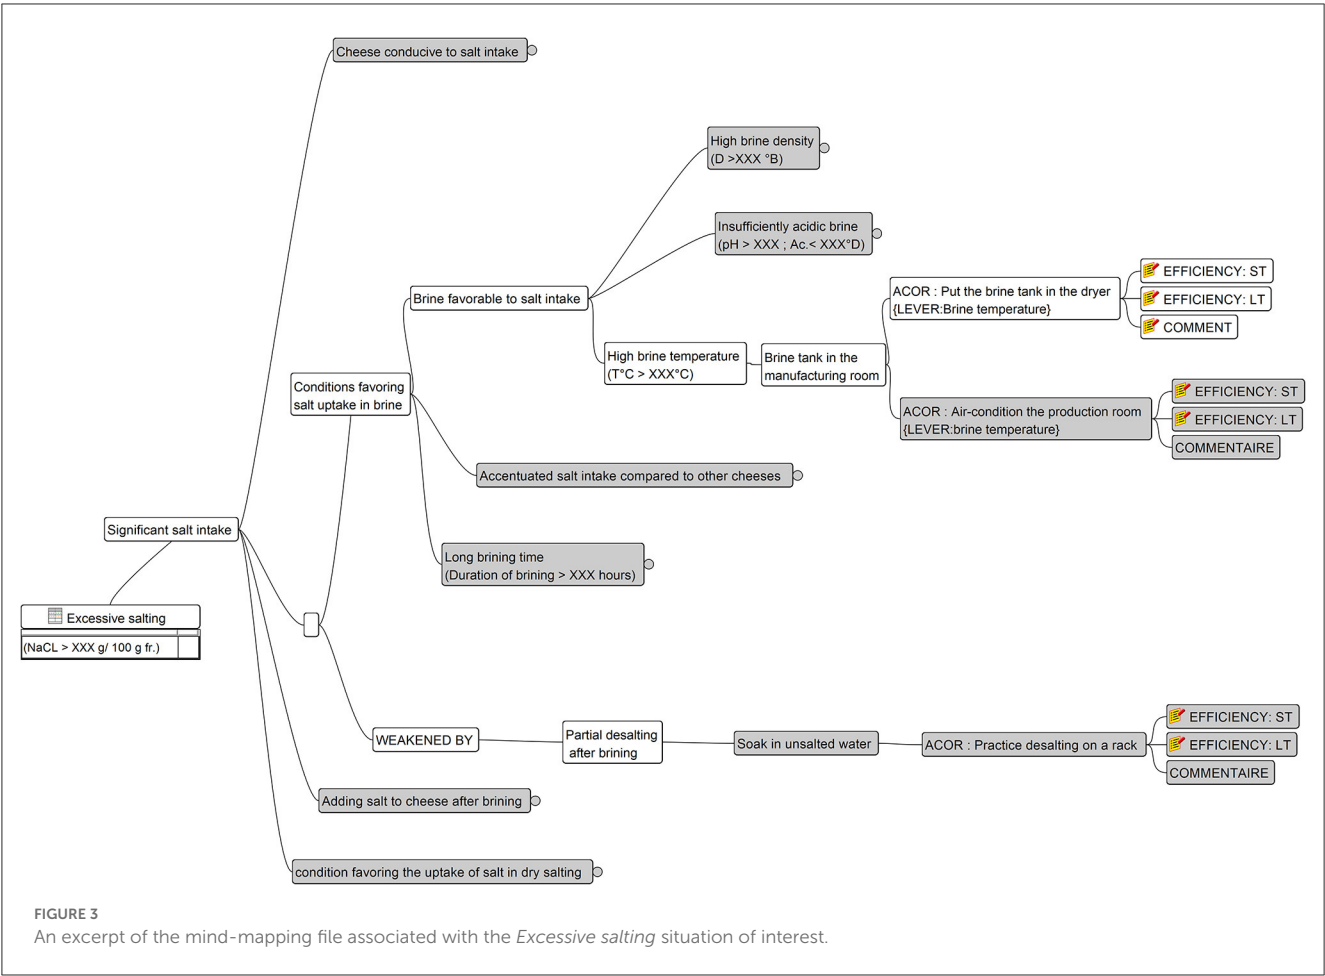 Cheese conducive to salt intake
High brine density
(D >XXX °B)
Insufficiently acidic brine
(pH > XXX ; Ac.< XXX°D)
Brine favorable to salt intake
High brine temperature
(T°C > XXX°C)
Brine tank in the
manufacturing room
ACOR : Put the brine tank in the dryer
{LEVER:Brine temperature}
EFFICIENCY: ST
EFFICIENCY: LT
COMMENT
ACOR : Air-condition the production room
{LEVER:brine temperature}
EFFICIENCY: ST
EFFICIENCY: LT
COMMENTAIRE
Conditions favoring
salt uptake in brine
Accentuated salt intake compared to other cheeses
Long brining time
(Duration of brining > XXX hours)
Significant salt intake
Excessive salting
(NaCL > XXX g/ 100 g fr.)
WEAKENED BY
Partial desalting
after brining
Soak in unsalted water
ACOR : Practice desalting on a rack
EFFICIENCY: ST
EFFICIENCY: LT
COMMENTAIRE
Adding salt to cheese after brining
condition favoring the uptake of salt in dry salting
FIGURE 3
An excerpt of the mind-mapping file associated with the Excessive salting situation of interest.